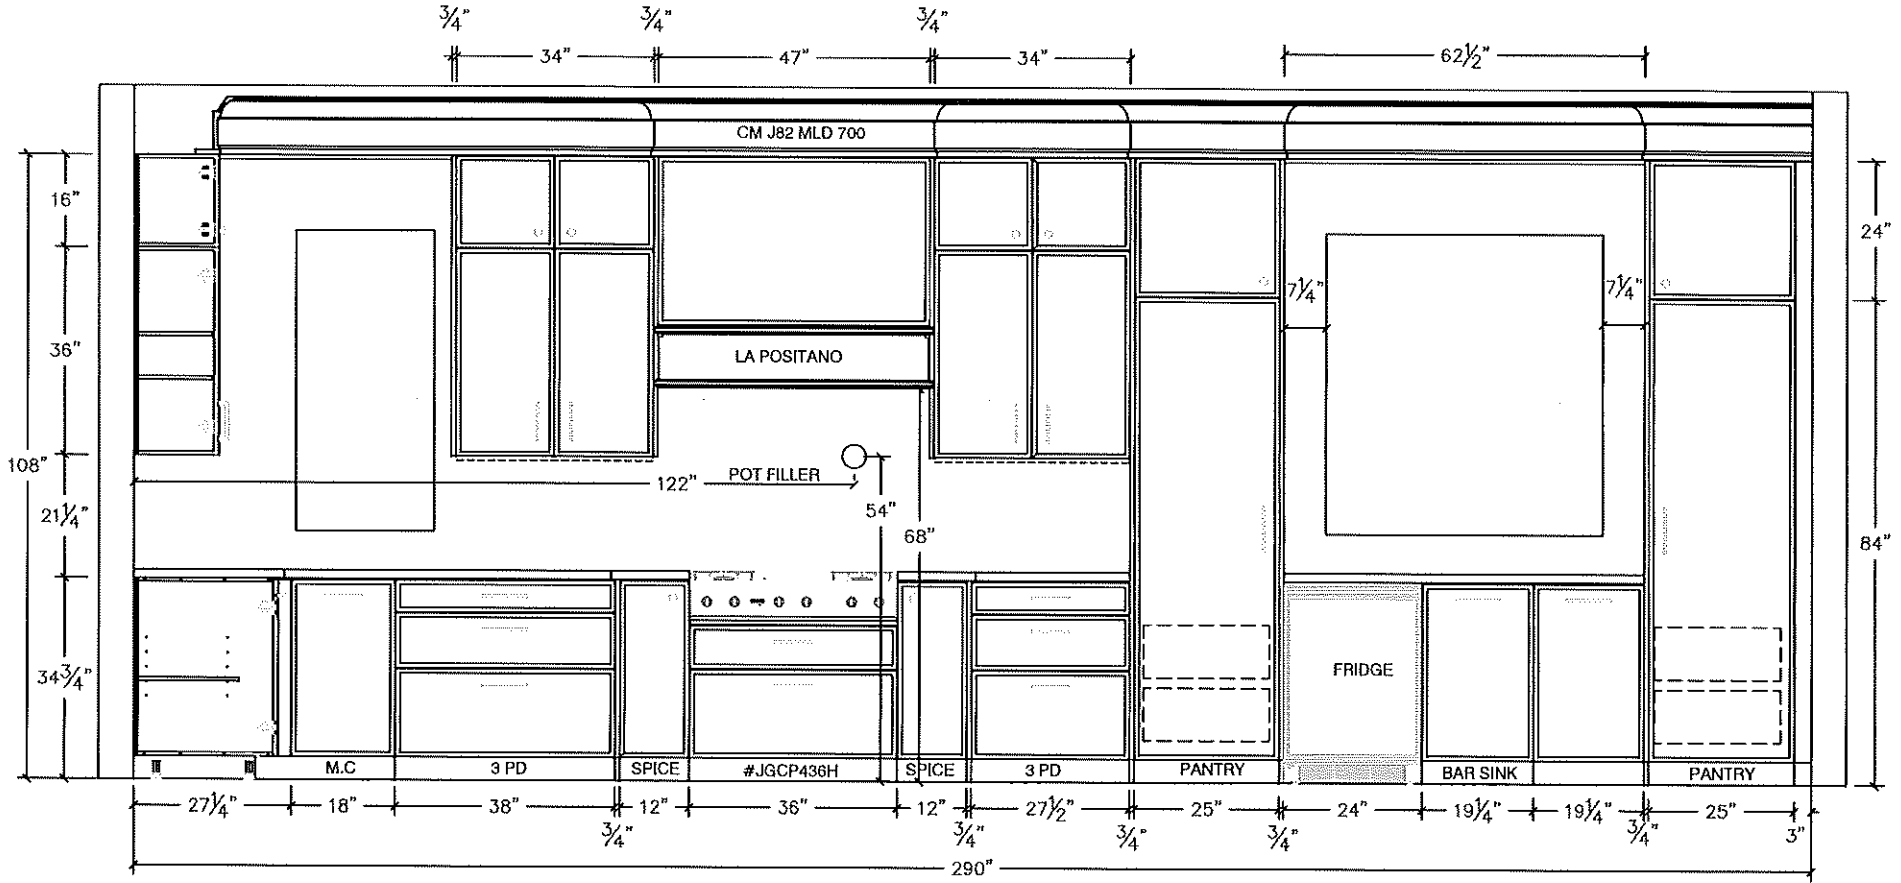 3/4" 3/4" 3/4"
34" 47" 34" 62 1/2"
CM J82 MLD 700
16"
24"
7 1/4" 7 1/4"
36"
LA POSITANO
108"
122" POT FILLER
21 1/4"
54"
68"
84"
34 3/4"
FRIDGE
M.C 3 PD SPICE #JGCP436H SPICE 3 PD PANTRY BAR SINK PANTRY
27 1/4" 18" 38" 12" 36" 12" 27 1/2" 25" 24" 19 1/4" 19 1/4" 25"
3/4" 3/4" 3/4" 3/4" 3/4" 3"
290"